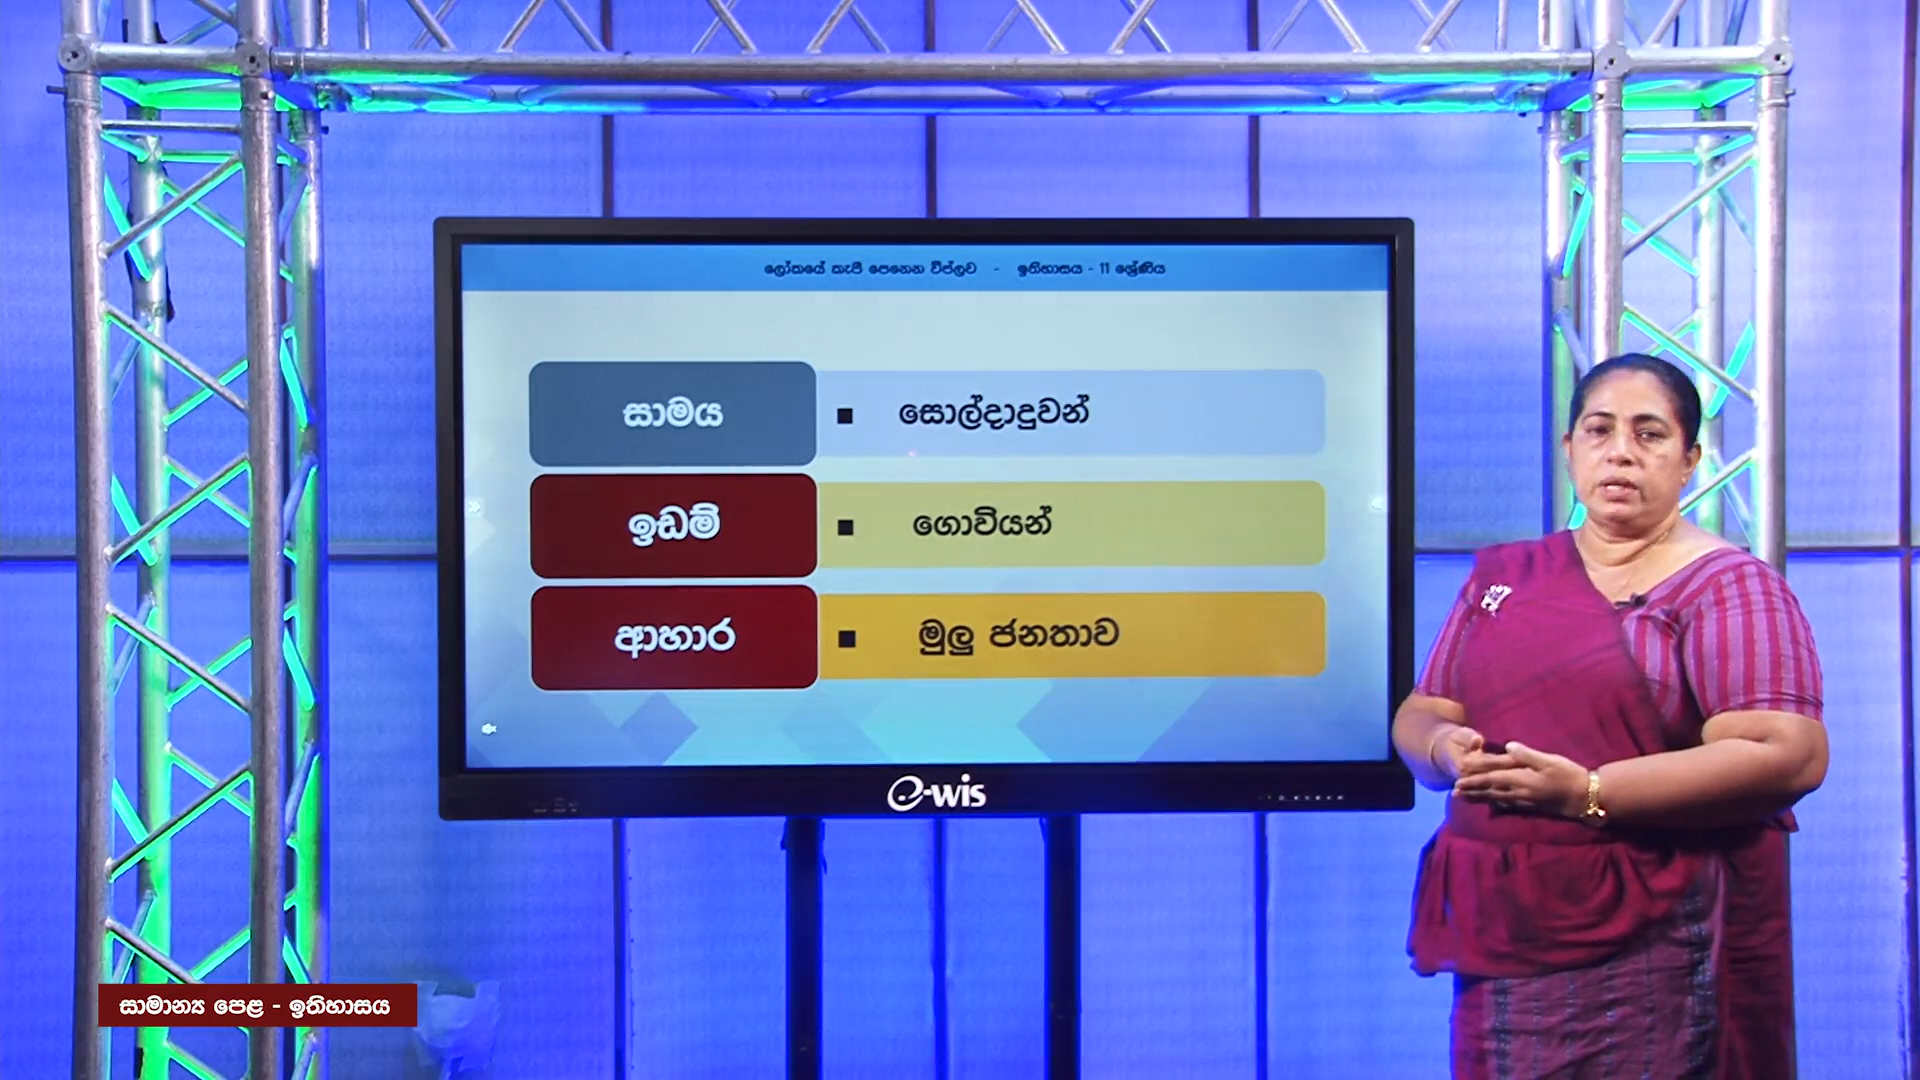 ලෝකයේ කැපී පෙනෙන විප්ලව - ඉතිහාසය - 11 ශ්‍රේණිය
සාමය ▪ සොල්දාදුවන්
ඉඩම් ▪ ගොවියන්
ආහාර ▪ මුලු ජනතාව
e-wis
සාමාන්‍ය පෙළ - ඉතිහාසය